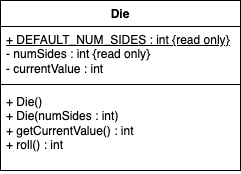 Die
+ DEFAULT_NUM_SIDES : int {read only}
- numSides : int {read only}
- currentValue : int
+ Die()
+ Die(numSides : int)
+ getCurrentValue() : int
+ roll() : int